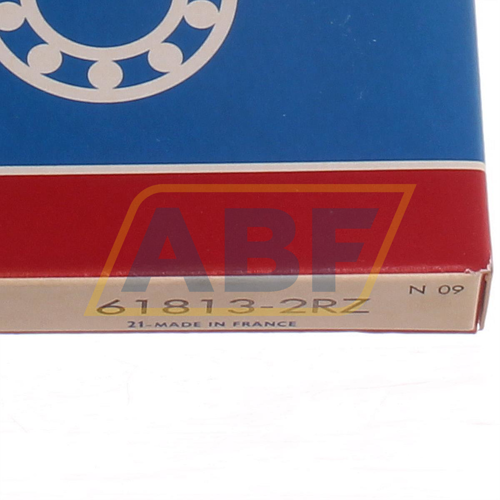 ABF
61813-2RZ
N 09
21-MADE IN FRANCE